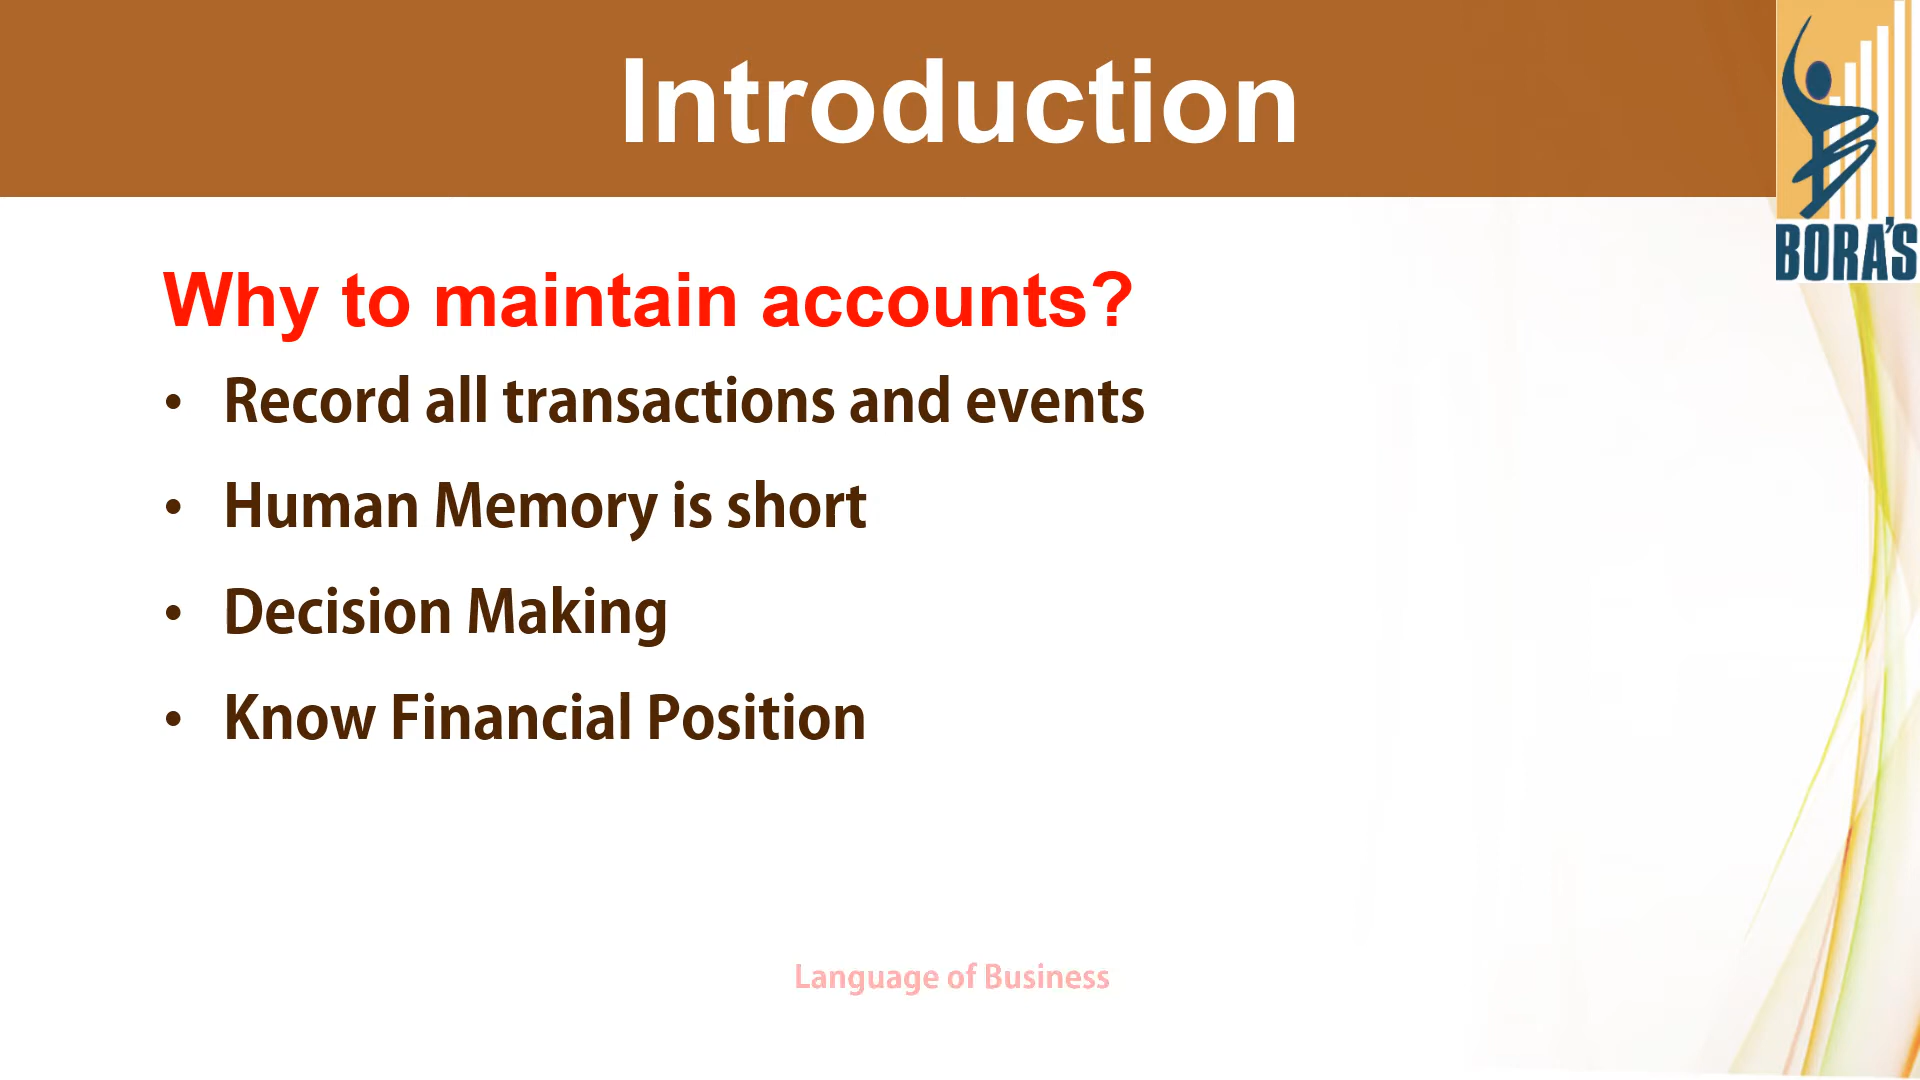 Introduction
BORA'S
Why to maintain accounts?
• Record all transactions and events
• Human Memory is short
• Decision Making
• Know Financial Position
Language of Business